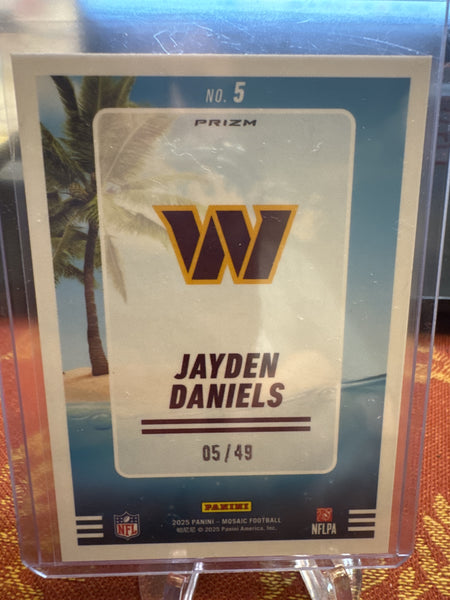 NO. 5
PRIZM
W
JAYDEN
DANIELS
05/49
PANINI
2025 PANINI - MOSAIC FOOTBALL
© 2025 Panini America, Inc.
NFL
NFLPA